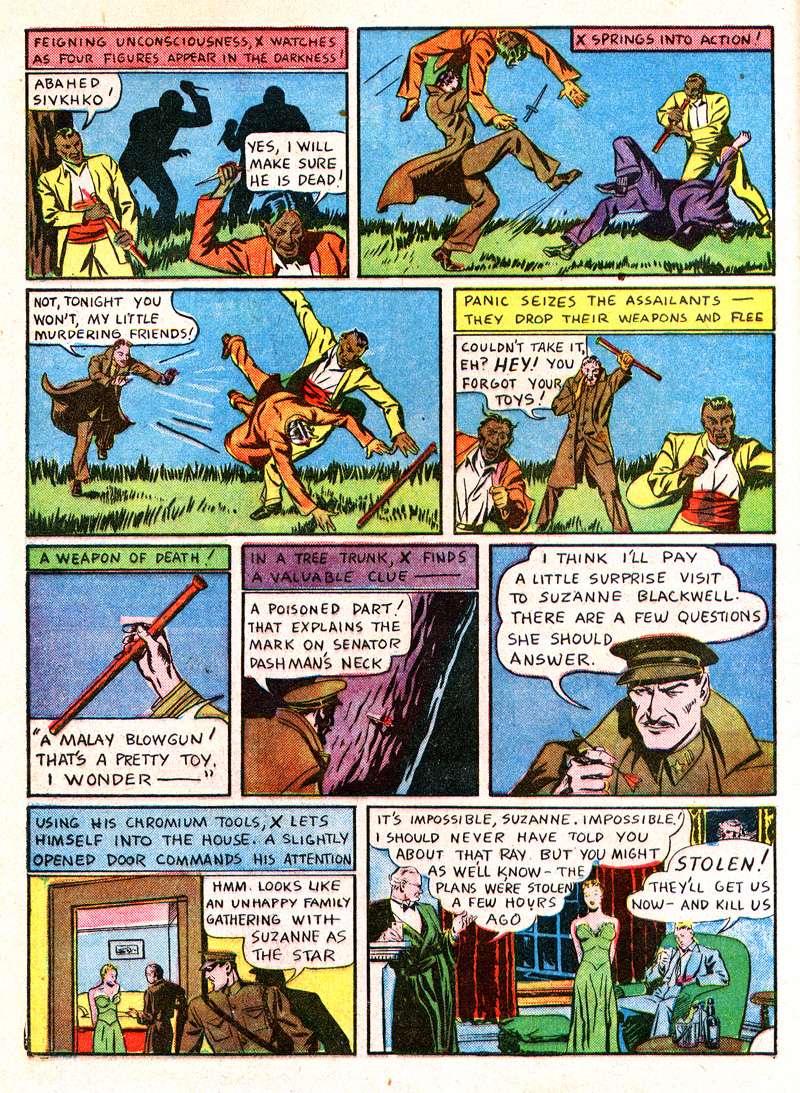 FEIGNING UNCONSCIOUSNESS, X WATCHES
AS FOUR FIGURES APPEAR IN THE DARKNESS!
ABAHED
SIVKHKO!
YES, I WILL
MAKE SURE
HE IS DEAD!
X SPRINGS INTO ACTION!
NOT, TONIGHT YOU
WON'T, MY LITTLE
MURDERING FRIENDS!
PANIC SEIZES THE ASSAILANTS —
THEY DROP THEIR WEAPONS AND FLEE
COULDN'T TAKE IT,
EH? HEY! YOU
FORGOT YOUR
TOYS!
A WEAPON OF DEATH!
"A MALAY BLOWGUN!
THAT'S A PRETTY TOY.
I WONDER ——"
IN A TREE TRUNK, X FINDS
A VALUABLE CLUE ——
A POISONED DART!
THAT EXPLAINS THE
MARK ON SENATOR
DASHMAN'S NECK
I THINK I'LL PAY
A LITTLE SURPRISE VISIT
TO SUZANNE BLACKWELL.
THERE ARE A FEW QUESTIONS
SHE SHOULD
ANSWER.
USING HIS CHROMIUM TOOLS, X LETS
HIMSELF INTO THE HOUSE. A SLIGHTLY
OPENED DOOR COMMANDS HIS ATTENTION
HMM. LOOKS LIKE
AN UNHAPPY FAMILY
GATHERING WITH
SUZANNE AS
THE STAR
IT'S IMPOSSIBLE, SUZANNE. IMPOSSIBLE!
I SHOULD NEVER HAVE TOLD YOU
ABOUT THAT RAY. BUT YOU MIGHT
AS WELL KNOW - THE
PLANS WERE STOLEN
A FEW HOURS
AGO
STOLEN!
THEY'LL GET US
NOW - AND KILL US